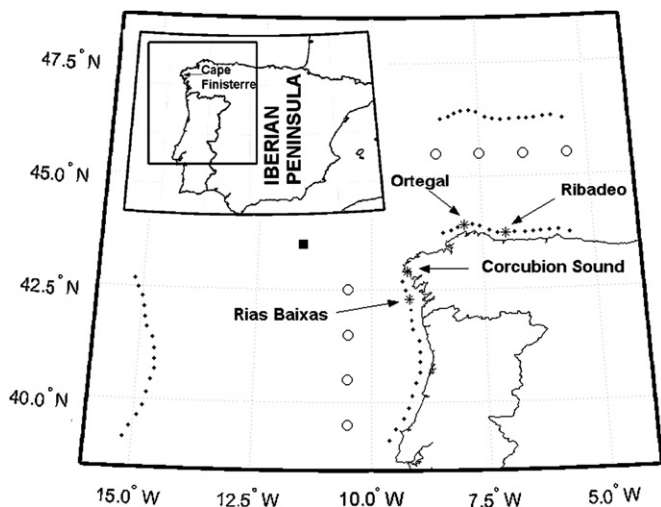 47.5° N
45.0° N
42.5° N
40.0° N
Cape
Finisterre
IBERIAN
PENINSULA
Ortegal
Ribadeo
Corcubion Sound
Rias Baixas
15.0° W
12.5° W
10.0° W
7.5° W
5.0° W